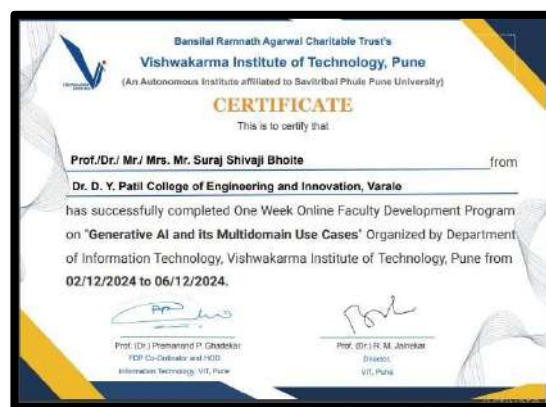 Bansilal Ramnath Agarwal Charitable Trust's
Vishwakarma Institute of Technology, Pune
(An Autonomous Institute affiliated to Savitribai Phule Pune University)
CERTIFICATE
This is to certify that
Prof./Dr./ Mr./ Mrs. Mr. Suraj Shivaji Bhoite from
Dr. D. Y. Patil College of Engineering and Innovation, Varale
has successfully completed One Week Online Faculty Development Program
on "Generative AI and its Multidomain Use Cases" Organized by Department
of Information Technology, Vishwakarma Institute of Technology, Pune from
02/12/2024 to 06/12/2024.
Prof. (Dr.) Premanand P. Ghadekar
FDP Co-Ordinator and HOD
Information Technology, VIT, Pune
Prof. (Dr.) R. M. Jalnekar
Director,
VIT, Pune